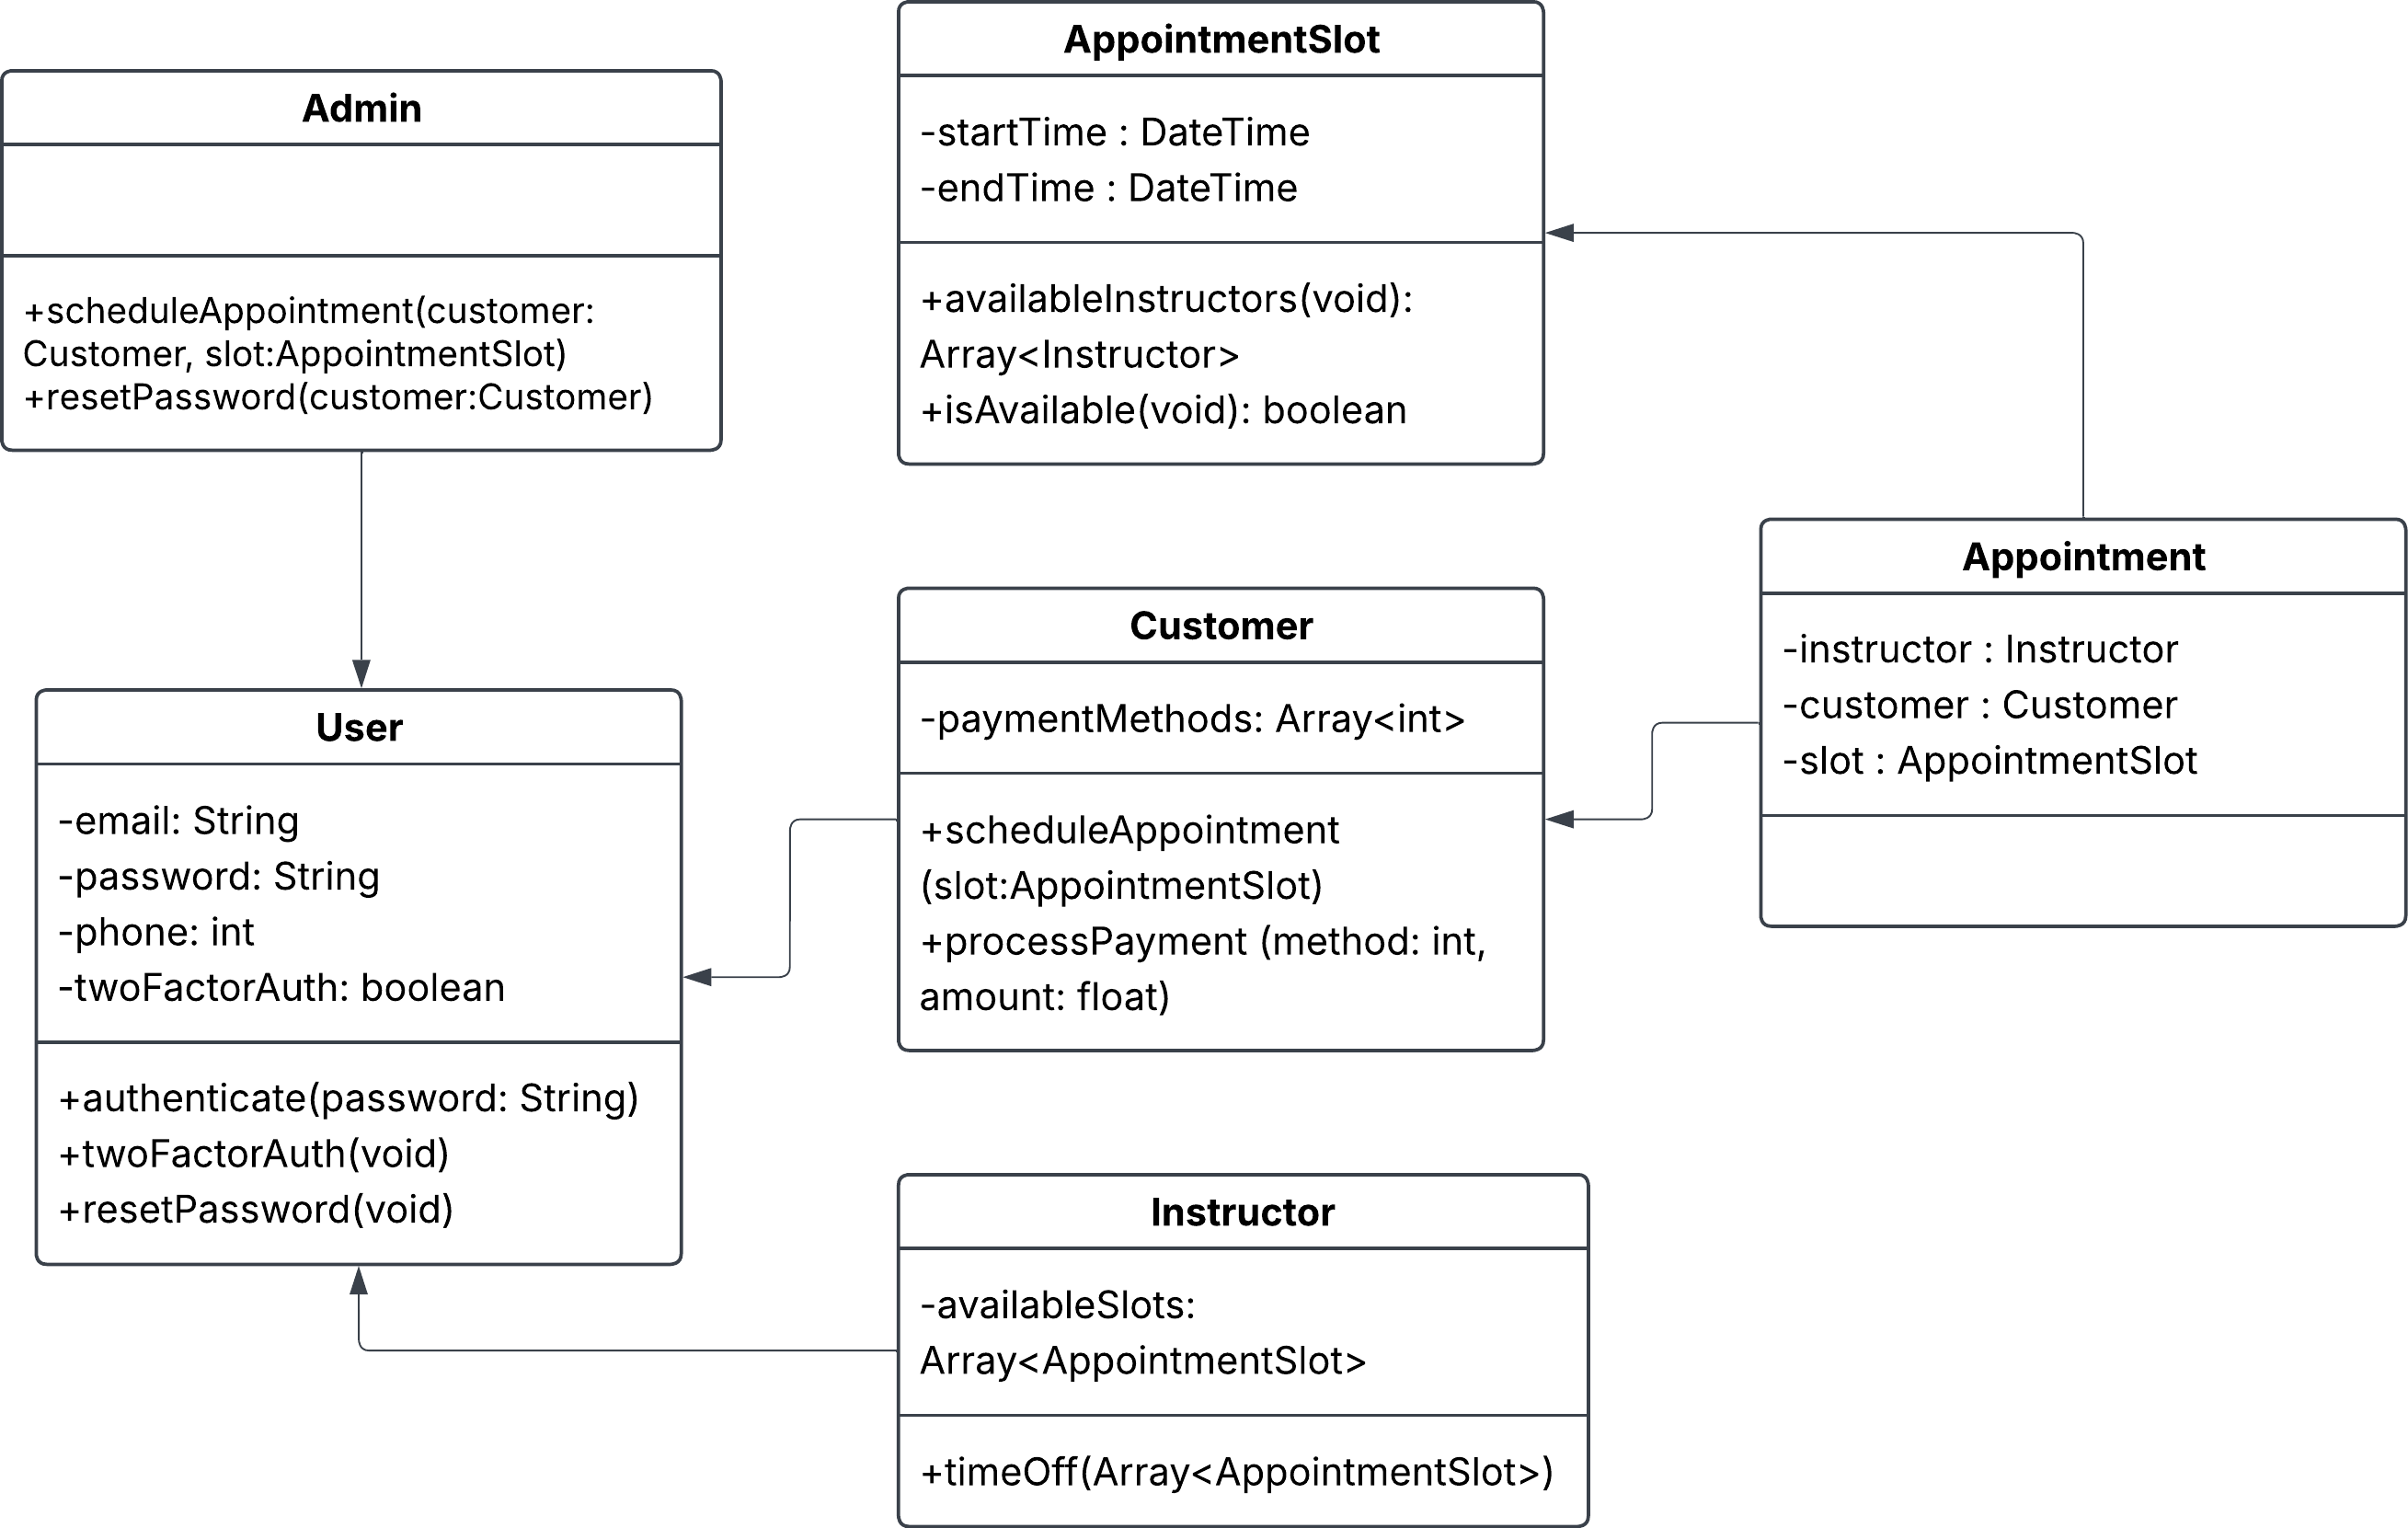 Admin
+scheduleAppointment(customer:
Customer, slot:AppointmentSlot)
+resetPassword(customer:Customer)
AppointmentSlot
-startTime : DateTime
-endTime : DateTime
+availableInstructors(void):
Array<Instructor>
+isAvailable(void): boolean
Appointment
-instructor : Instructor
-customer : Customer
-slot : AppointmentSlot
Customer
-paymentMethods: Array<int>
+scheduleAppointment
(slot:AppointmentSlot)
+processPayment (method: int,
amount: float)
User
-email: String
-password: String
-phone: int
-twoFactorAuth: boolean
+authenticate(password: String)
+twoFactorAuth(void)
+resetPassword(void)
Instructor
-availableSlots:
Array<AppointmentSlot>
+timeOff(Array<AppointmentSlot>)